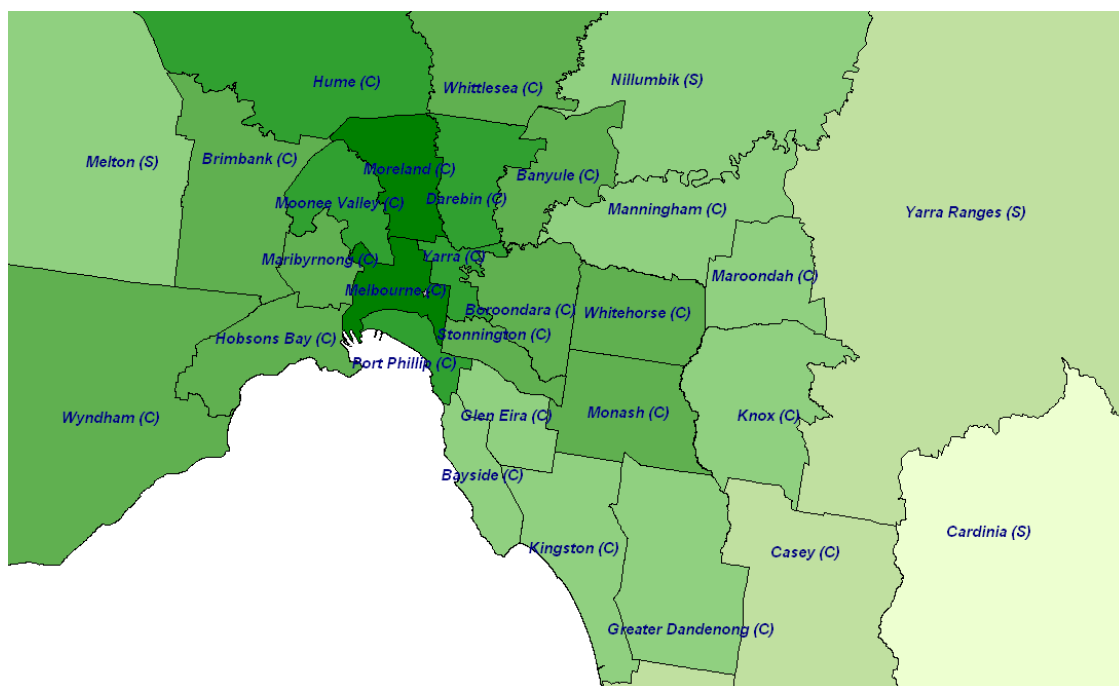 Hume (C)
Whittlesea (C)
Nillumbik (S)
Melton (S)
Brimbank (C)
Moreland (C)
Banyule (C)
Moonee Valley (C)
Darebin (C)
Manningham (C)
Yarra Ranges (S)
Maribyrnong (C)
Yarra (C)
Maroondah (C)
Melbourne (C)
Boroondara (C)
Whitehorse (C)
Hobsons Bay (C)
Stonnington (C)
Port Phillip (C)
Wyndham (C)
Glen Eira (C)
Monash (C)
Knox (C)
Bayside (C)
Kingston (C)
Casey (C)
Cardinia (S)
Greater Dandenong (C)